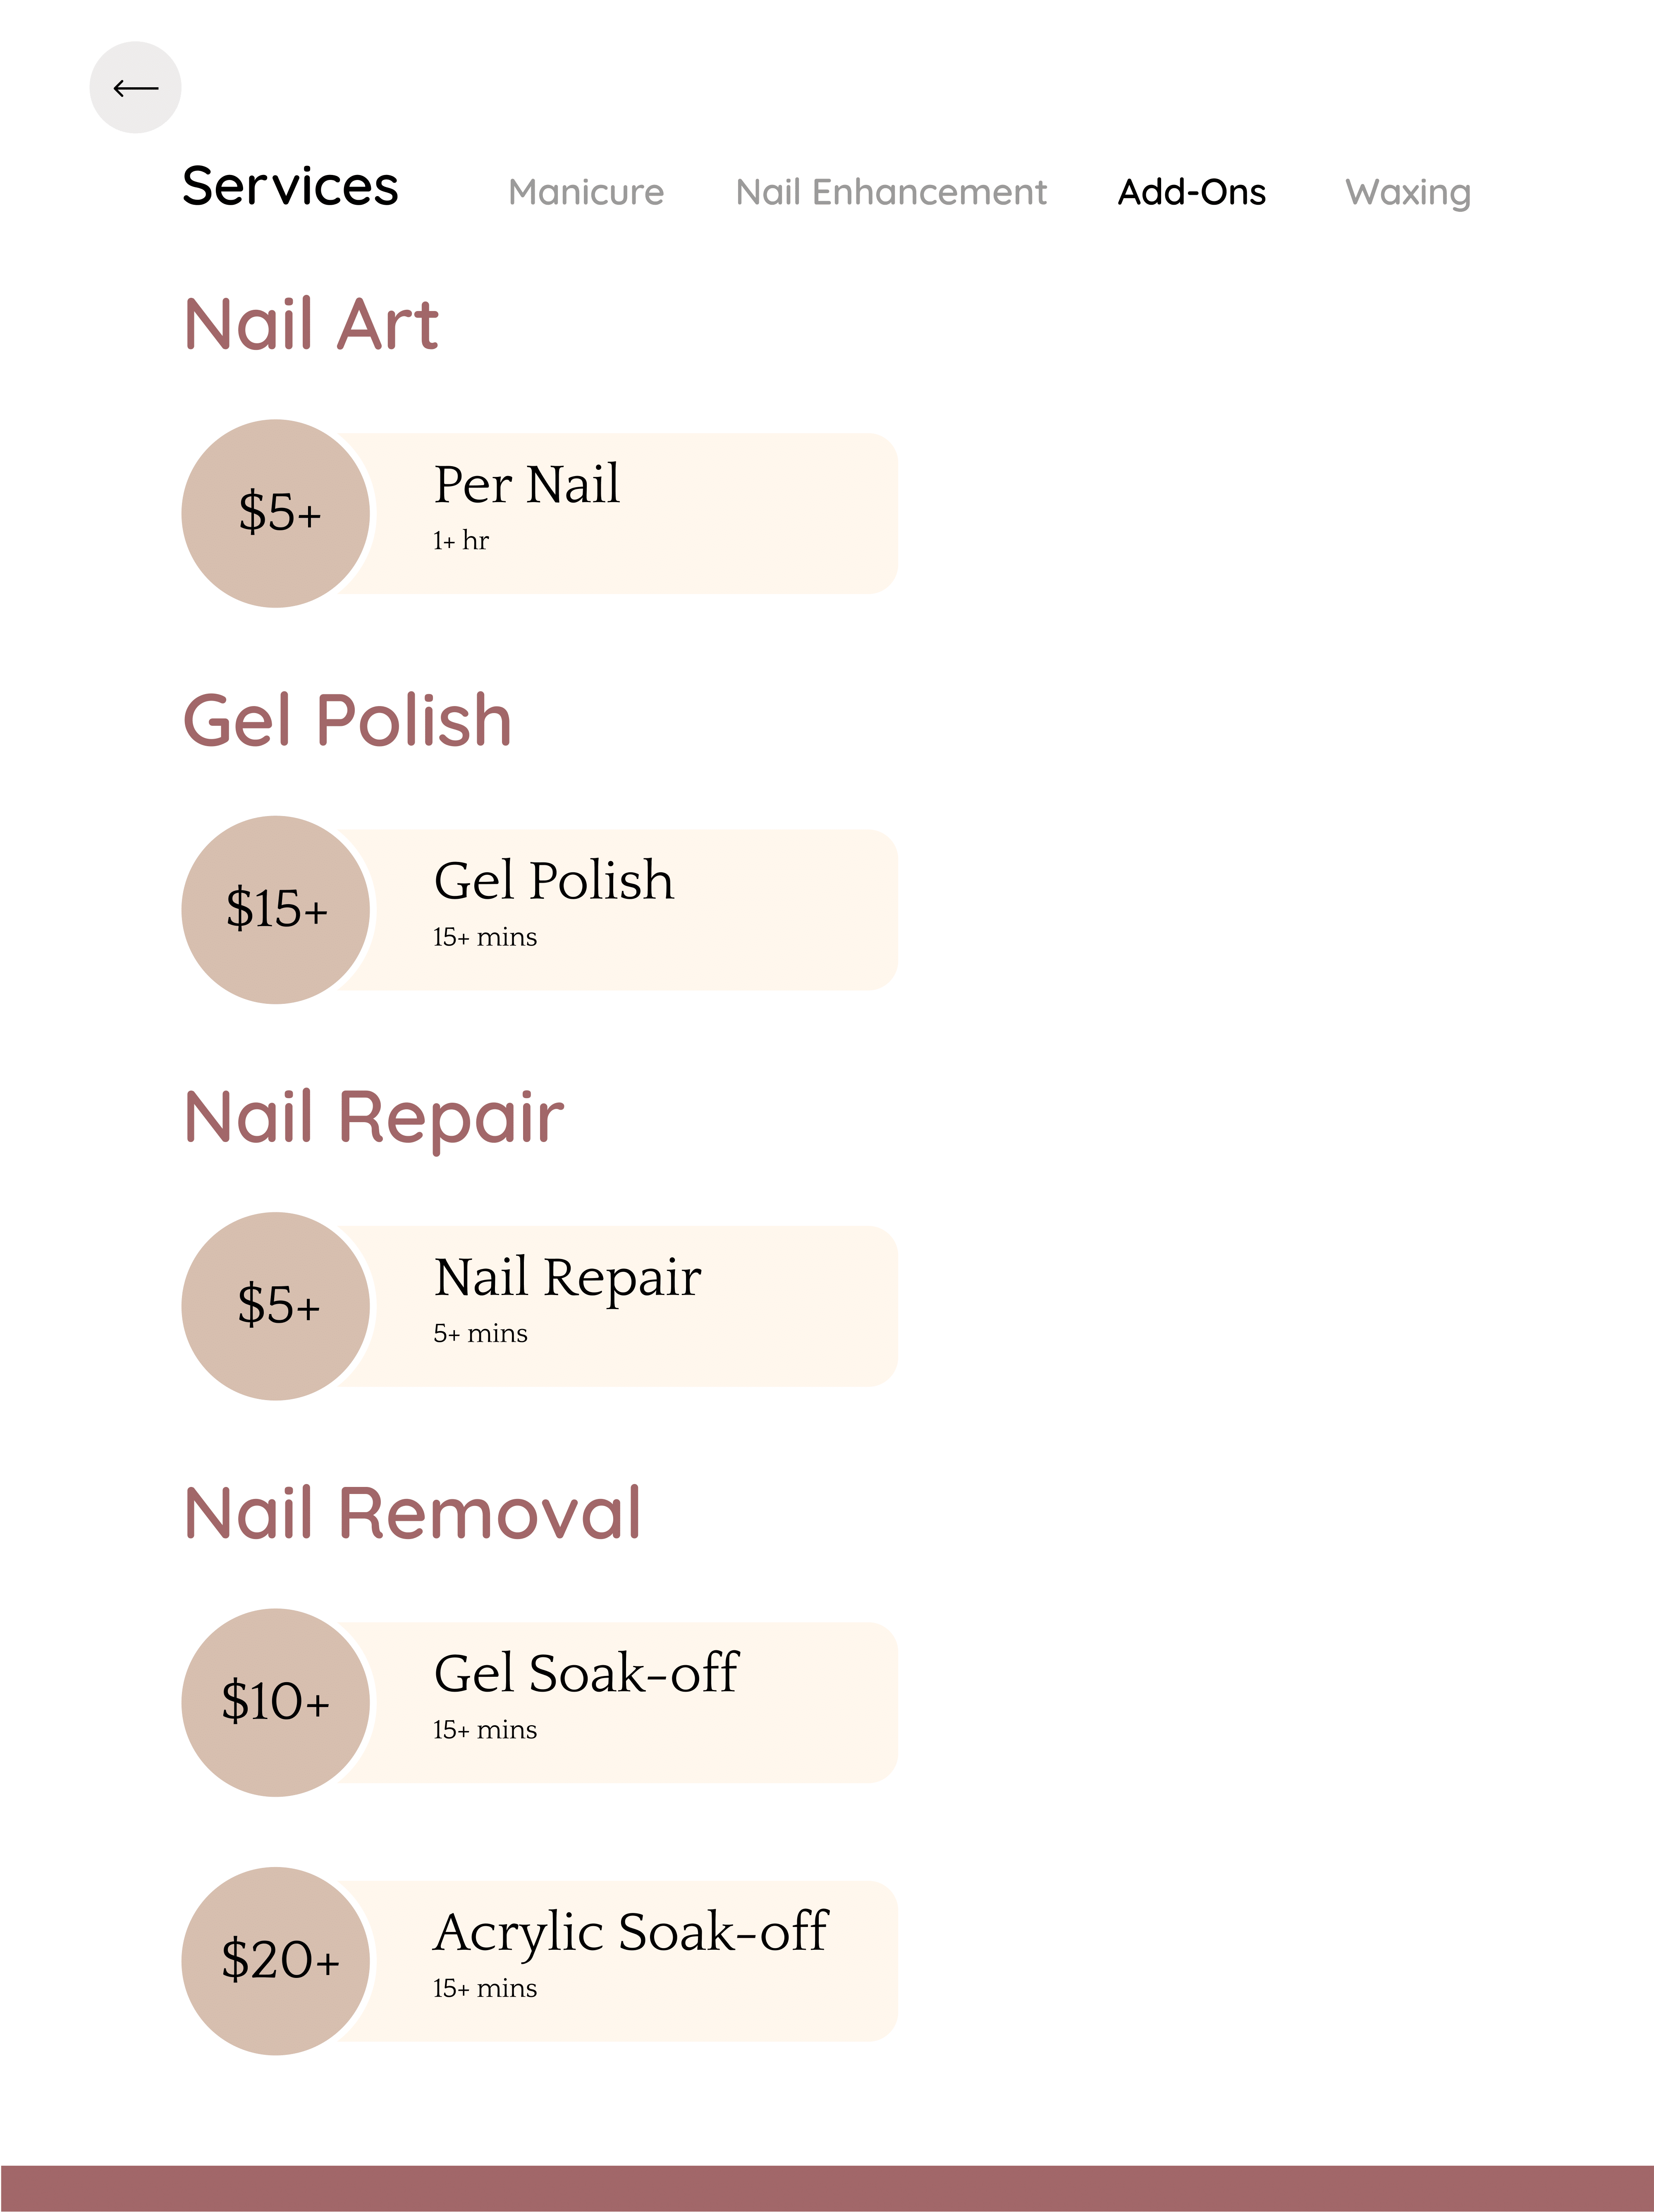 Services Manicure Nail Enhancement Add-Ons Waxing
Nail Art
$5+
Per Nail
1+ hr
Gel Polish
$15+
Gel Polish
15+ mins
Nail Repair
$5+
Nail Repair
5+ mins
Nail Removal
$10+
Gel Soak-off
15+ mins
$20+
Acrylic Soak-off
15+ mins